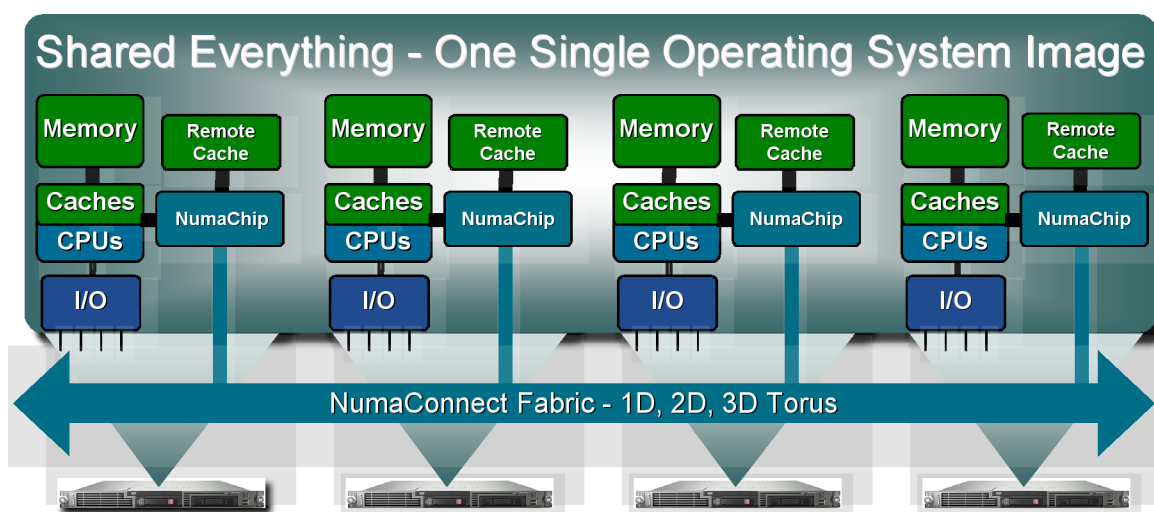 Shared Everything - One Single Operating System Image
Memory
Remote
Cache
Caches
NumaChip
CPUs
I/O
Memory
Remote
Cache
Caches
NumaChip
CPUs
I/O
Memory
Remote
Cache
Caches
NumaChip
CPUs
I/O
Memory
Remote
Cache
Caches
NumaChip
CPUs
I/O
NumaConnect Fabric - 1D, 2D, 3D Torus